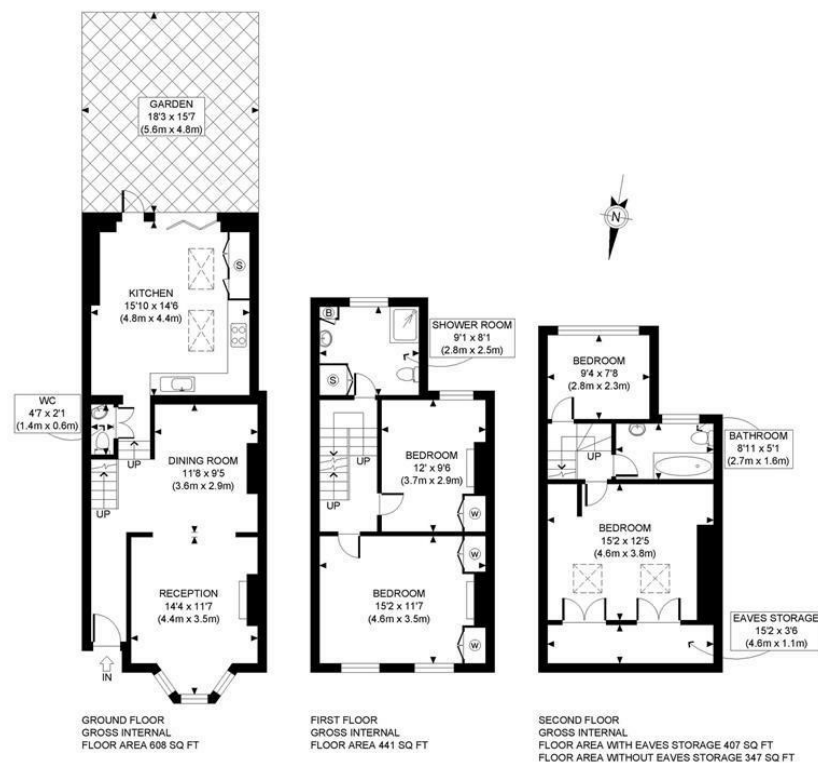 GARDEN
18'3 x 15'7
(5.6m x 4.8m)
N
S
KITCHEN
15'10 x 14'6
(4.8m x 4.4m)
WC
4'7 x 2'1
(1.4m x 0.6m)
UP
DINING ROOM
11'8 x 9'5
(3.6m x 2.9m)
UP
RECEPTION
14'4 x 11'7
(4.4m x 3.5m)
IN
GROUND FLOOR
GROSS INTERNAL
FLOOR AREA 608 SQ FT
B
SHOWER ROOM
9'1 x 8'1
(2.8m x 2.5m)
S
UP
BEDROOM
12' x 9'6
(3.7m x 2.9m)
UP
W
W
BEDROOM
15'2 x 11'7
(4.6m x 3.5m)
W
FIRST FLOOR
GROSS INTERNAL
FLOOR AREA 441 SQ FT
BEDROOM
9'4 x 7'8
(2.8m x 2.3m)
UP
BATHROOM
8'11 x 5'1
(2.7m x 1.6m)
BEDROOM
15'2 x 12'5
(4.6m x 3.8m)
EAVES STORAGE
15'2 x 3'6
(4.6m x 1.1m)
SECOND FLOOR
GROSS INTERNAL
FLOOR AREA WITH EAVES STORAGE 407 SQ FT
FLOOR AREA WITHOUT EAVES STORAGE 347 SQ FT